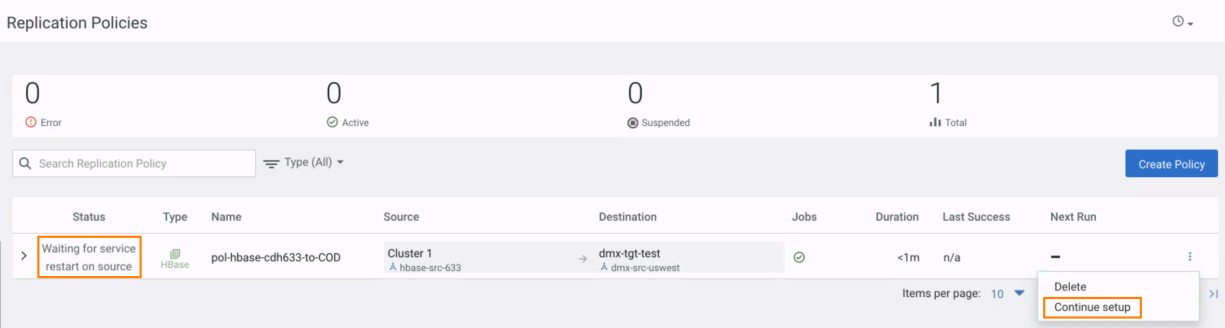 Replication Policies
0
Error
0
Active
0
Suspended
1
Total
Search Replication Policy
Type (All)
Create Policy
Status Type Name Source Destination Jobs Duration Last Success Next Run
Waiting for service
restart on source
HBase
pol-hbase-cdh633-to-COD
Cluster 1
hbase-src-633
dmx-tgt-test
dmx-src-uswest
<1m
n/a
–
Delete
Continue setup
Items per page: 10